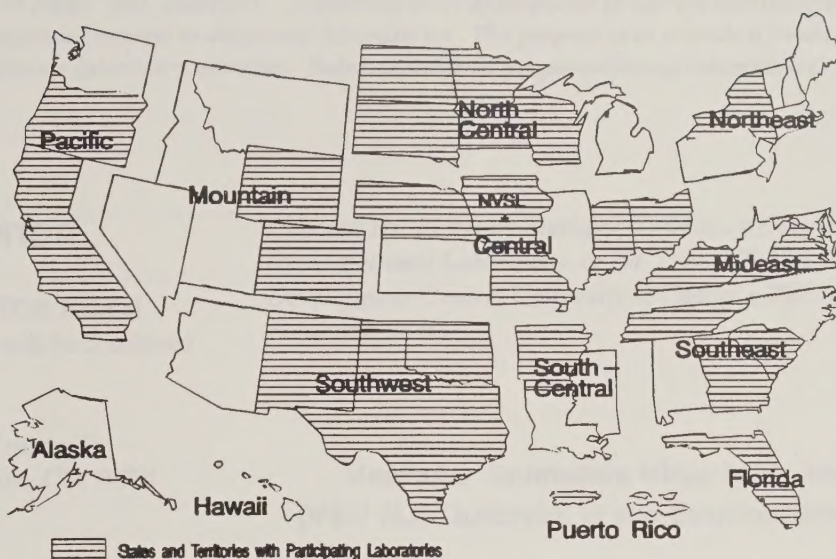 North –
Central
Northeast
Pacific
Mountain
NVSL
Central
Mideast
Southeast
South –
Central
Southwest
Alaska
Hawaii
Florida
Puerto Rico
States and Territories with Participating Laboratories